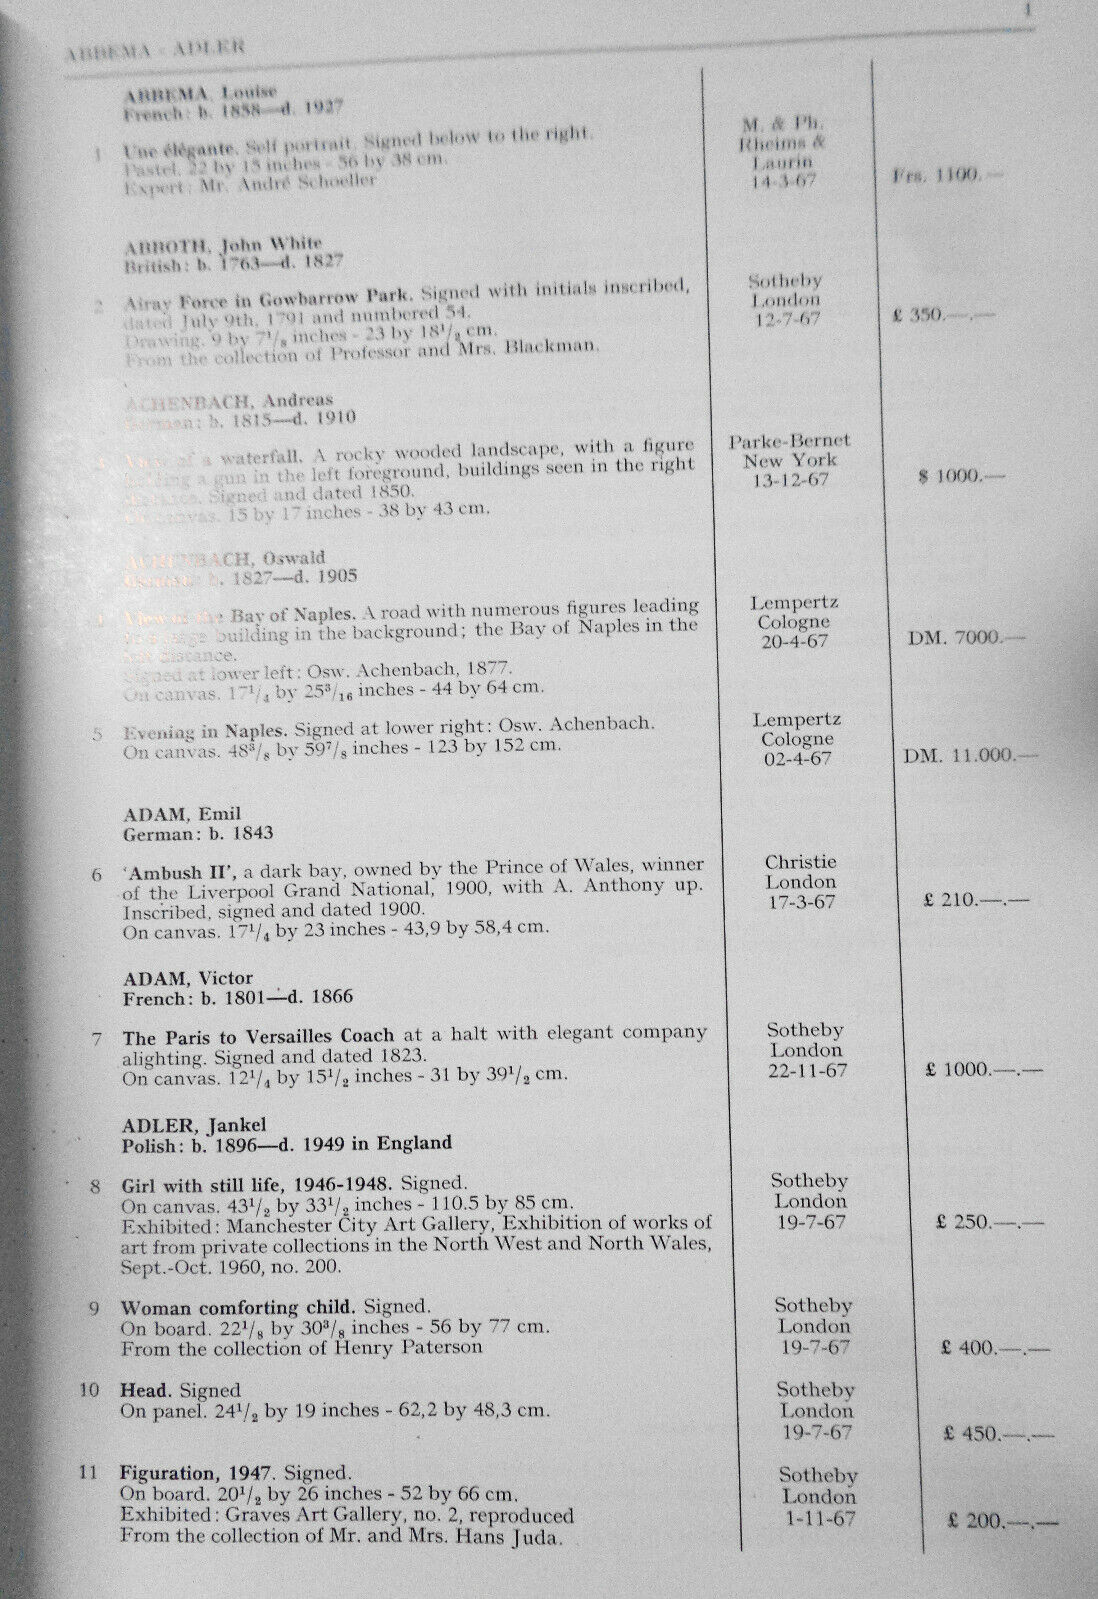 ABBEMA - ADLER
1
ABBEMA, Louise
French: b. 1858—d. 1927
1 Une élégante. Self portrait. Signed below to the right.
Pastel. 22 by 15 inches - 56 by 38 cm.
Expert: Mr. André Schoeller
M. & Ph.
Rheims &
Laurin
14-3-67
Frs. 1100.—
ABBOTH, John White
British: b. 1763—d. 1827
2 Airay Force in Gowbarrow Park. Signed with initials inscribed,
dated July 9th, 1791 and numbered 54.
Drawing. 9 by 7¹/₈ inches - 23 by 18¹/₈ cm.
From the collection of Professor and Mrs. Blackman.
Sotheby
London
12-7-67
£ 350.—.—
ACHENBACH, Andreas
German: b. 1815—d. 1910
3 View of a waterfall. A rocky wooded landscape, with a figure
a gun in the left foreground, buildings seen in the right
Signed and dated 1850.
On canvas. 15 by 17 inches - 38 by 43 cm.
Parke-Bernet
New York
13-12-67
$ 1000.—
ACHENBACH, Oswald
German: b. 1827—d. 1905
4 View of the Bay of Naples. A road with numerous figures leading
building in the background; the Bay of Naples in the
distance.
Signed at lower left: Osw. Achenbach, 1877.
On canvas. 17¹/₄ by 25³/₁₆ inches - 44 by 64 cm.
Lempertz
Cologne
20-4-67
DM. 7000.—
5 Evening in Naples. Signed at lower right: Osw. Achenbach.
On canvas. 48³/₈ by 59⁷/₈ inches - 123 by 152 cm.
Lempertz
Cologne
02-4-67
DM. 11.000.—
ADAM, Emil
German: b. 1843
6 'Ambush II', a dark bay, owned by the Prince of Wales, winner
of the Liverpool Grand National, 1900, with A. Anthony up.
Inscribed, signed and dated 1900.
On canvas. 17¹/₄ by 23 inches - 43,9 by 58,4 cm.
Christie
London
17-3-67
£ 210.—.—
ADAM, Victor
French: b. 1801—d. 1866
7 The Paris to Versailles Coach at a halt with elegant company
alighting. Signed and dated 1823.
On canvas. 12¹/₄ by 15¹/₂ inches - 31 by 39¹/₂ cm.
Sotheby
London
22-11-67
£ 1000.—.—
ADLER, Jankel
Polish: b. 1896—d. 1949 in England
8 Girl with still life, 1946-1948. Signed.
On canvas. 43¹/₂ by 33¹/₂ inches - 110.5 by 85 cm.
Exhibited: Manchester City Art Gallery, Exhibition of works of
art from private collections in the North West and North Wales,
Sept.-Oct. 1960, no. 200.
Sotheby
London
19-7-67
£ 250.—.—
9 Woman comforting child. Signed.
On board. 22¹/₈ by 30³/₈ inches - 56 by 77 cm.
From the collection of Henry Paterson
Sotheby
London
19-7-67
£ 400.—.—
10 Head. Signed
On panel. 24¹/₂ by 19 inches - 62,2 by 48,3 cm.
Sotheby
London
19-7-67
£ 450.—.—
11 Figuration, 1947. Signed.
On board. 20¹/₂ by 26 inches - 52 by 66 cm.
Exhibited: Graves Art Gallery, no. 2, reproduced
From the collection of Mr. and Mrs. Hans Juda.
Sotheby
London
1-11-67
£ 200.—.—